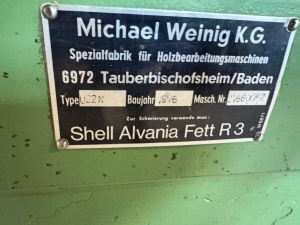 Michael Weinig K.G.
Spezialfabrik für Holzbearbeitungsmaschinen
6972 Tauberbischofsheim/Baden
Type Baujahr Masch. Nr.
Zur Schmierung verwende man:
Shell Alvania Fett R 3